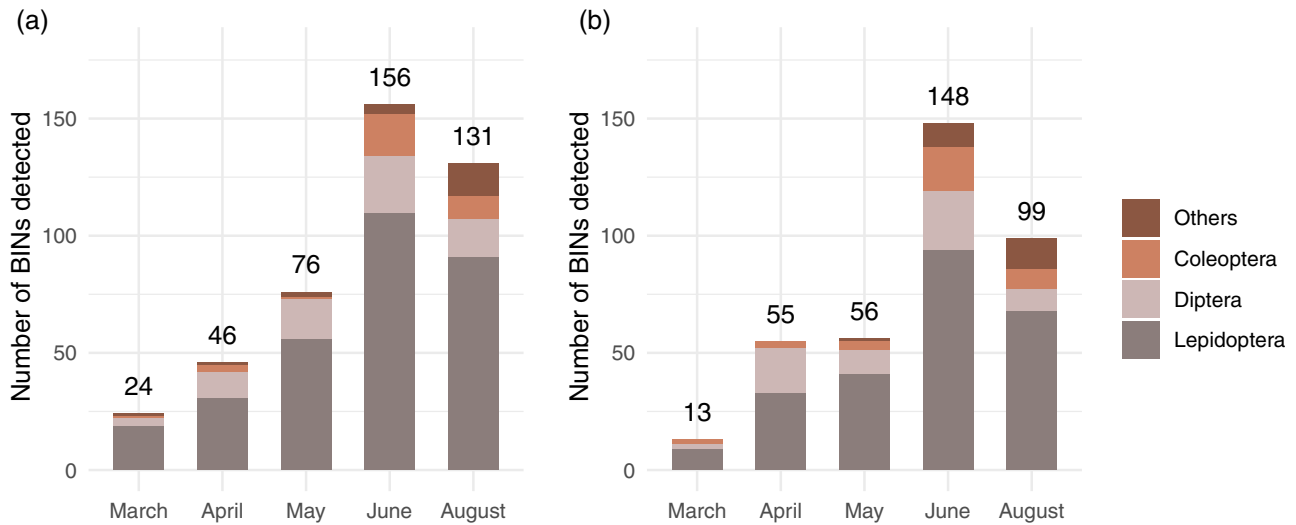 (a)
Number of BINs detected
150
100
50
0
24
46
76
156
131
March April May June August
(b)
Number of BINs detected
150
100
50
0
13
55
56
148
99
March April May June August
Others
Coleoptera
Diptera
Lepidoptera